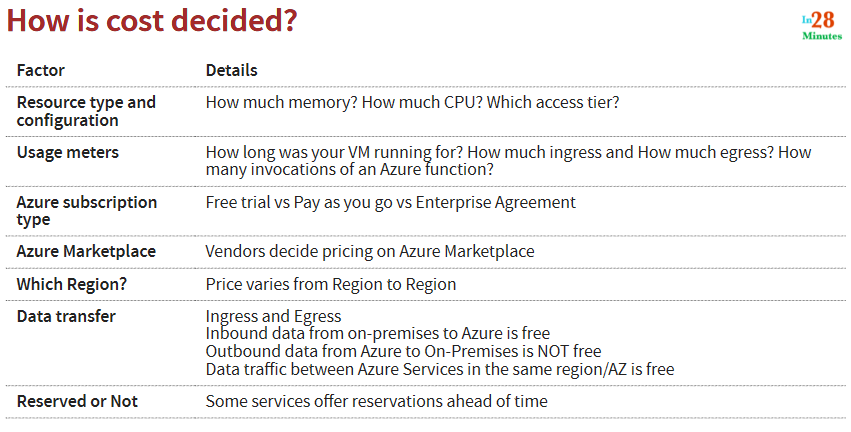 How is cost decided?
In28
Minutes
Factor Details
Resource type and configuration How much memory? How much CPU? Which access tier?
Usage meters How long was your VM running for? How much ingress and How much egress? How
many invocations of an Azure function?
Azure subscription type Free trial vs Pay as you go vs Enterprise Agreement
Azure Marketplace Vendors decide pricing on Azure Marketplace
Which Region? Price varies from Region to Region
Data transfer Ingress and Egress
Inbound data from on-premises to Azure is free
Outbound data from Azure to On-Premises is NOT free
Data traffic between Azure Services in the same region/AZ is free
Reserved or Not Some services offer reservations ahead of time